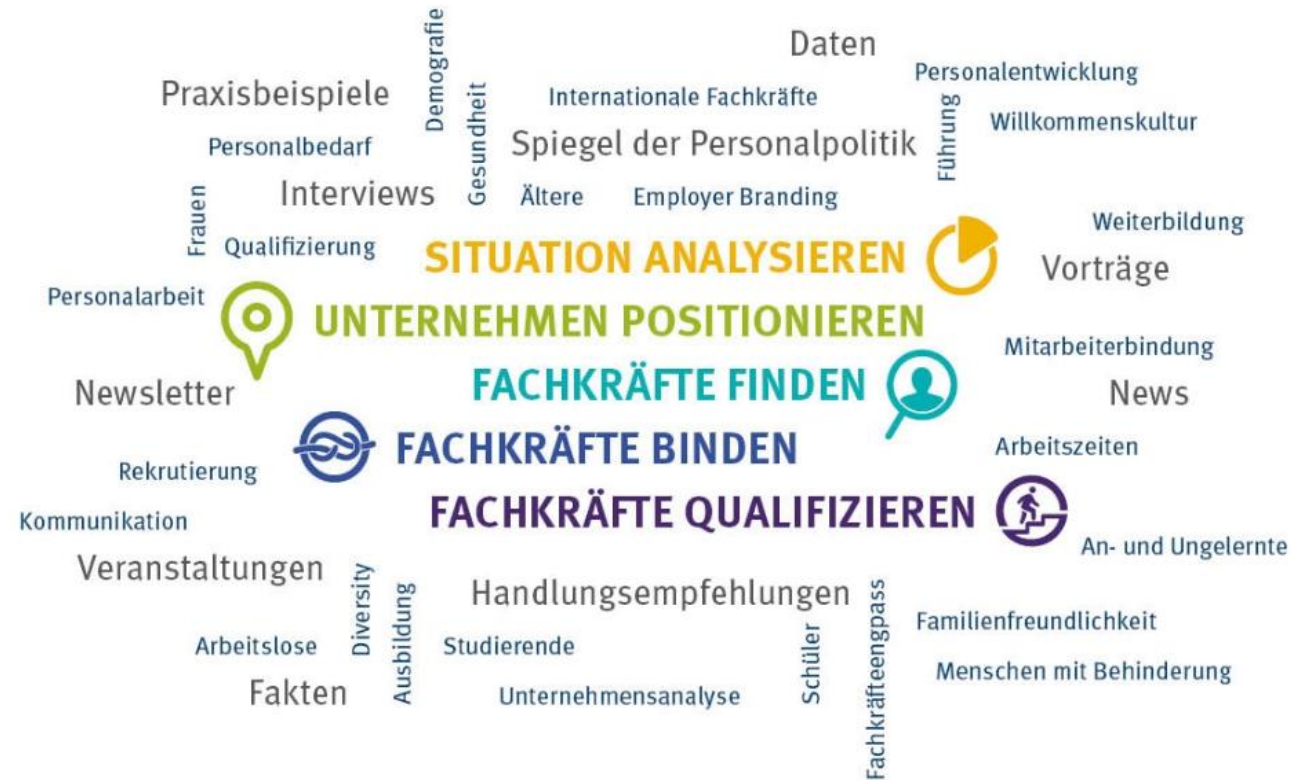 Daten
Demografie
Personalentwicklung
Praxisbeispiele
Gesundheit
Internationale Fachkräfte
Führung
Willkommenskultur
Personalbedarf
Spiegel der Personalpolitik
Frauen
Interviews
Ältere
Employer Branding
Weiterbildung
Qualifizierung
SITUATION ANALYSIEREN
Vorträge
Personalarbeit
UNTERNEHMEN POSITIONIEREN
Mitarbeiterbindung
Newsletter
FACHKRÄFTE FINDEN
News
FACHKRÄFTE BINDEN
Arbeitszeiten
Rekrutierung
Kommunikation
FACHKRÄFTE QUALIFIZIEREN
An- und Ungelernte
Veranstaltungen
Diversity
Ausbildung
Handlungsempfehlungen
Fachkräfteengpass
Familienfreundlichkeit
Arbeitslose
Studierende
Schüler
Menschen mit Behinderung
Fakten
Unternehmensanalyse